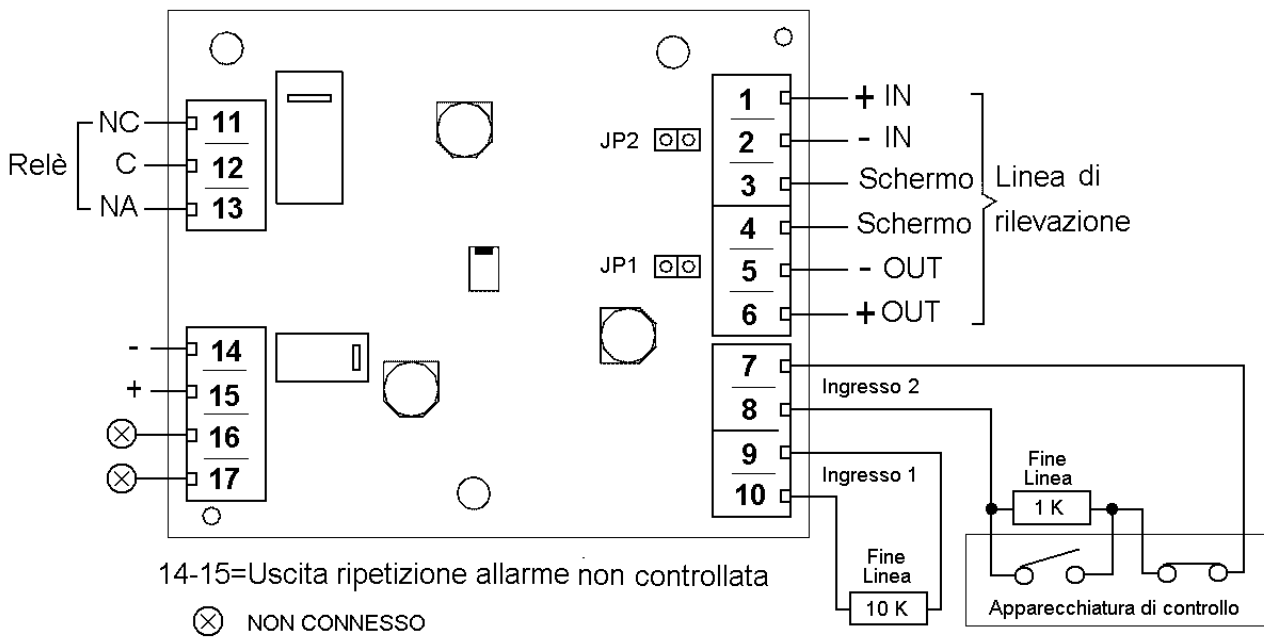 NC
11
C
12
NA
13
Relè
-
14
+
15
16
17
JP2
JP1
1
+ IN
2
- IN
3
Schermo
4
Schermo
5
- OUT
6
+ OUT
Linea di
rilevazione
7
Ingresso 2
8
9
Ingresso 1
10
Fine
Linea
1 K
Fine
Linea
10 K
Apparecchiatura di controllo
14-15=Uscita ripetizione allarme non controllata
NON CONNESSO